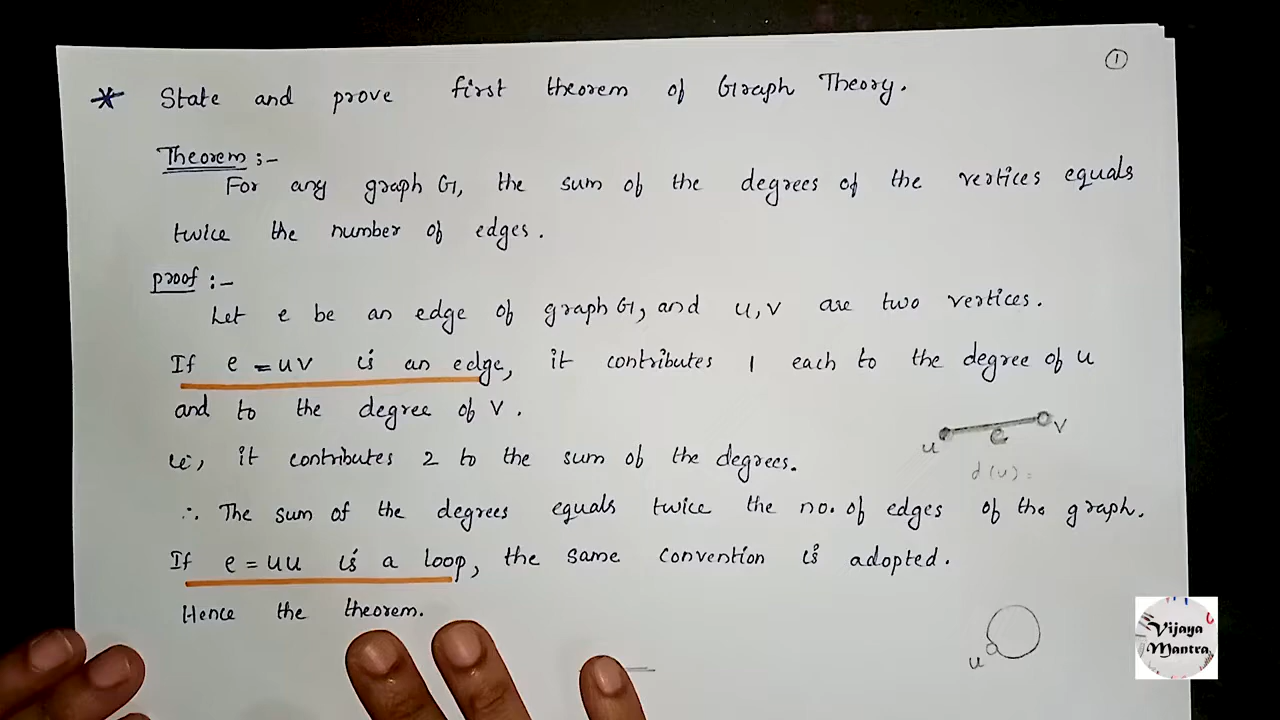 ①
* State and prove first theorem of Graph Theory.
Theorem :-
For any graph G, the sum of the degrees of the vertices equals
twice the number of edges.
Proof :-
Let e be an edge of graph G, and u, v are two vertices.
If e = uv is an edge, it contributes 1 each to the degree of u
and to the degree of v.
ie, it contributes 2 to the sum of the degrees.
u e v
d(u) =
∴ The sum of the degrees equals twice the no. of edges of the graph.
If e = uu is a loop, the same convention is adopted.
Hence the theorem.
u
Vijaya
Mantra